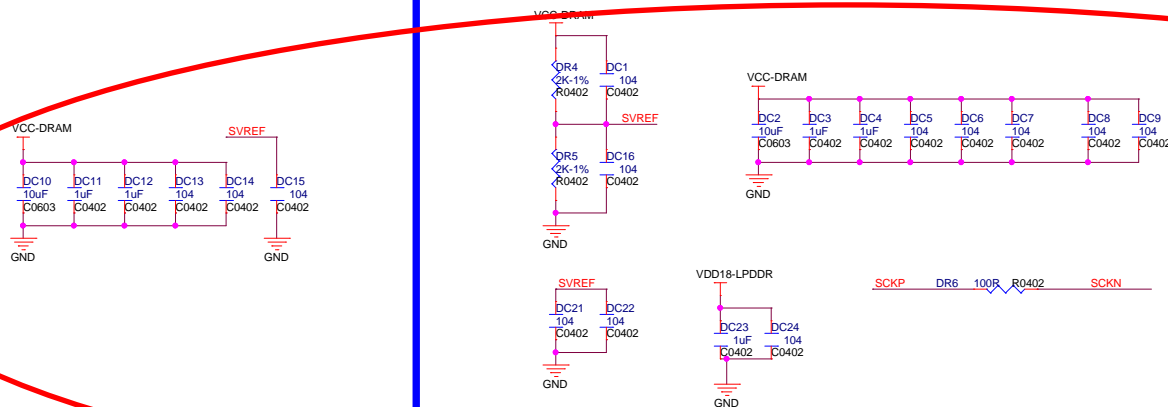 VCC-DRAM
DR4
2K-1%
R0402
DC1
104
C0402
SVREF
DR5
2K-1%
R0402
DC16
104
C0402
GND
VCC-DRAM
DC2
10uF
C0603
DC3
1uF
C0402
DC4
1uF
C0402
DC5
104
C0402
DC6
104
C0402
DC7
104
C0402
DC8
104
C0402
DC9
104
C0402
GND
VCC-DRAM
SVREF
DC10
10uF
C0603
DC11
1uF
C0402
DC12
1uF
C0402
DC13
104
C0402
DC14
104
C0402
DC15
104
C0402
GND
GND
SVREF
DC21
104
C0402
DC22
104
C0402
GND
VDD18-LPDDR
DC23
1uF
C0402
DC24
104
C0402
GND
SCKP DR6 100R R0402 SCKN